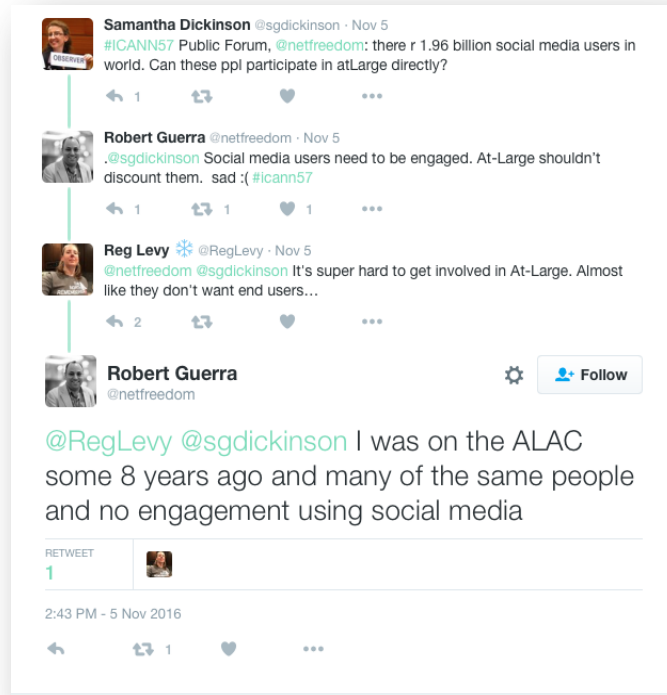 Samantha Dickinson @sgdickinson · Nov 5
#ICANN57 Public Forum, @netfreedom: there r 1.96 billion social media users in
world. Can these ppl participate in atLarge directly?
1
Robert Guerra @netfreedom · Nov 5
.@sgdickinson Social media users need to be engaged. At-Large shouldn't
discount them. sad :( #icann57
1 1 1
Reg Levy @RegLevy · Nov 5
@netfreedom @sgdickinson It's super hard to get involved in At-Large. Almost
like they don't want end users…
2
Robert Guerra
@netfreedom
Follow
@RegLevy @sgdickinson I was on the ALAC
some 8 years ago and many of the same people
and no engagement using social media
RETWEET
1
2:43 PM - 5 Nov 2016
1
OBSERVER